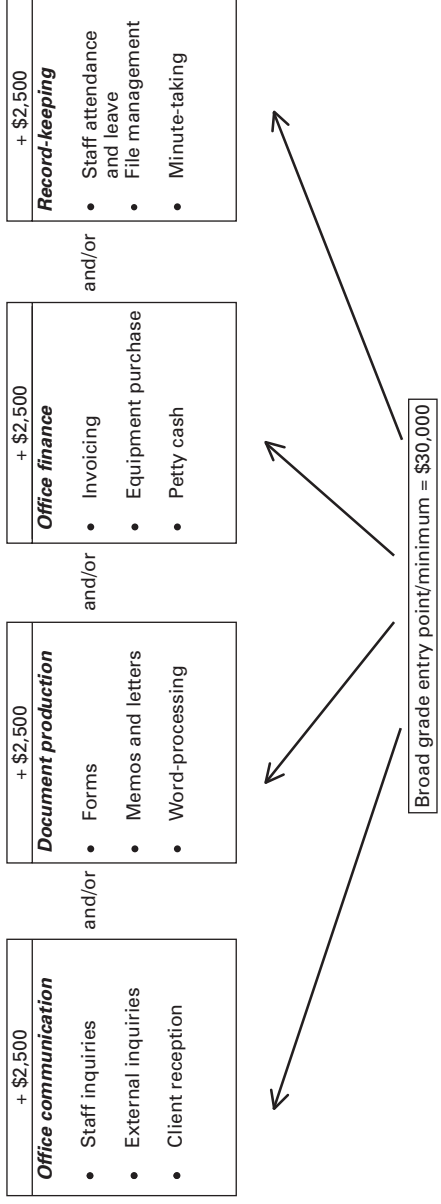 + $2,500
Office communication
• Staff inquiries
• External inquiries
• Client reception
and/or
+ $2,500
Document production
• Forms
• Memos and letters
• Word-processing
and/or
+ $2,500
Office finance
• Invoicing
• Equipment purchase
• Petty cash
and/or
+ $2,500
Record-keeping
• Staff attendance
and leave
• File management
• Minute-taking
Broad grade entry point/minimum = $30,000